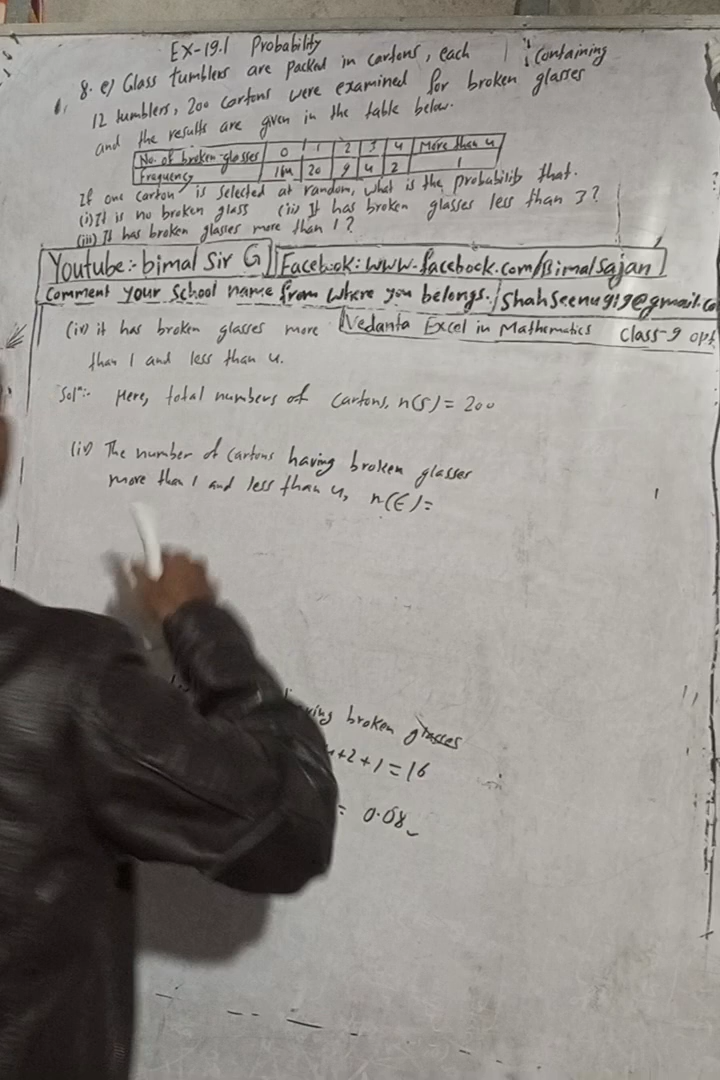 EX-19.1 Probability
8. e) Glass tumblers are packed in cartons, each containing
12 tumblers, 200 cartons were examined for broken glasses
and the results are given in the table below.
No. of broken glasses 0 1 2 3 4 More than 4
Frequency 164 20 9 4 2 1
If one carton is selected at random, what is the probability that.
(i) It is no broken glass (ii) It has broken glasses less than 3?
(iii) It has broken glasses more than 1?
Youtube:- bimal Sir G Facebook: www.facebook.com/Bimalsajan
Comment your School name from where you belongs. shahseenu919@gmail.co
(iv) it has broken glasses more Vedanta Excel in Mathematics Class-9 opt
than 1 and less than 4.
Solⁿ:- Here, total numbers of cartons, n(S) = 200
(iv) The number of cartons having broken glasses
more than 1 and less than 4, n(E) =
ving broken glasses
4+2+1=16
= 0.08